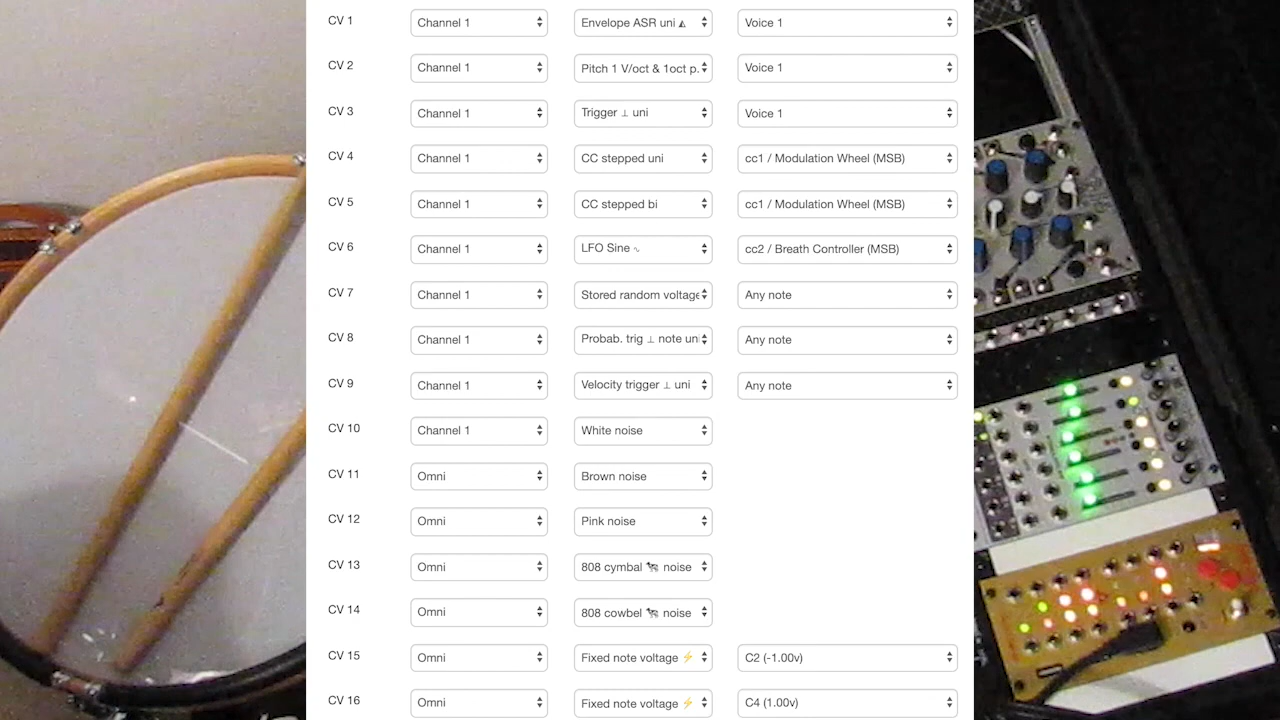 CV 1 Channel 1 Envelope ASR uni ◭ Voice 1
CV 2 Channel 1 Pitch 1 V/oct & 1oct p. Voice 1
CV 3 Channel 1 Trigger ⊥ uni Voice 1
CV 4 Channel 1 CC stepped uni cc1 / Modulation Wheel (MSB)
CV 5 Channel 1 CC stepped bi cc1 / Modulation Wheel (MSB)
CV 6 Channel 1 LFO Sine ∿ cc2 / Breath Controller (MSB)
CV 7 Channel 1 Stored random voltage Any note
CV 8 Channel 1 Probab. trig ⊥ note uni Any note
CV 9 Channel 1 Velocity trigger ⊥ uni Any note
CV 10 Channel 1 White noise
CV 11 Omni Brown noise
CV 12 Omni Pink noise
CV 13 Omni 808 cymbal 🐄 noise
CV 14 Omni 808 cowbel 🐄 noise
CV 15 Omni Fixed note voltage ⚡ C2 (-1.00v)
CV 16 Omni Fixed note voltage ⚡ C4 (1.00v)